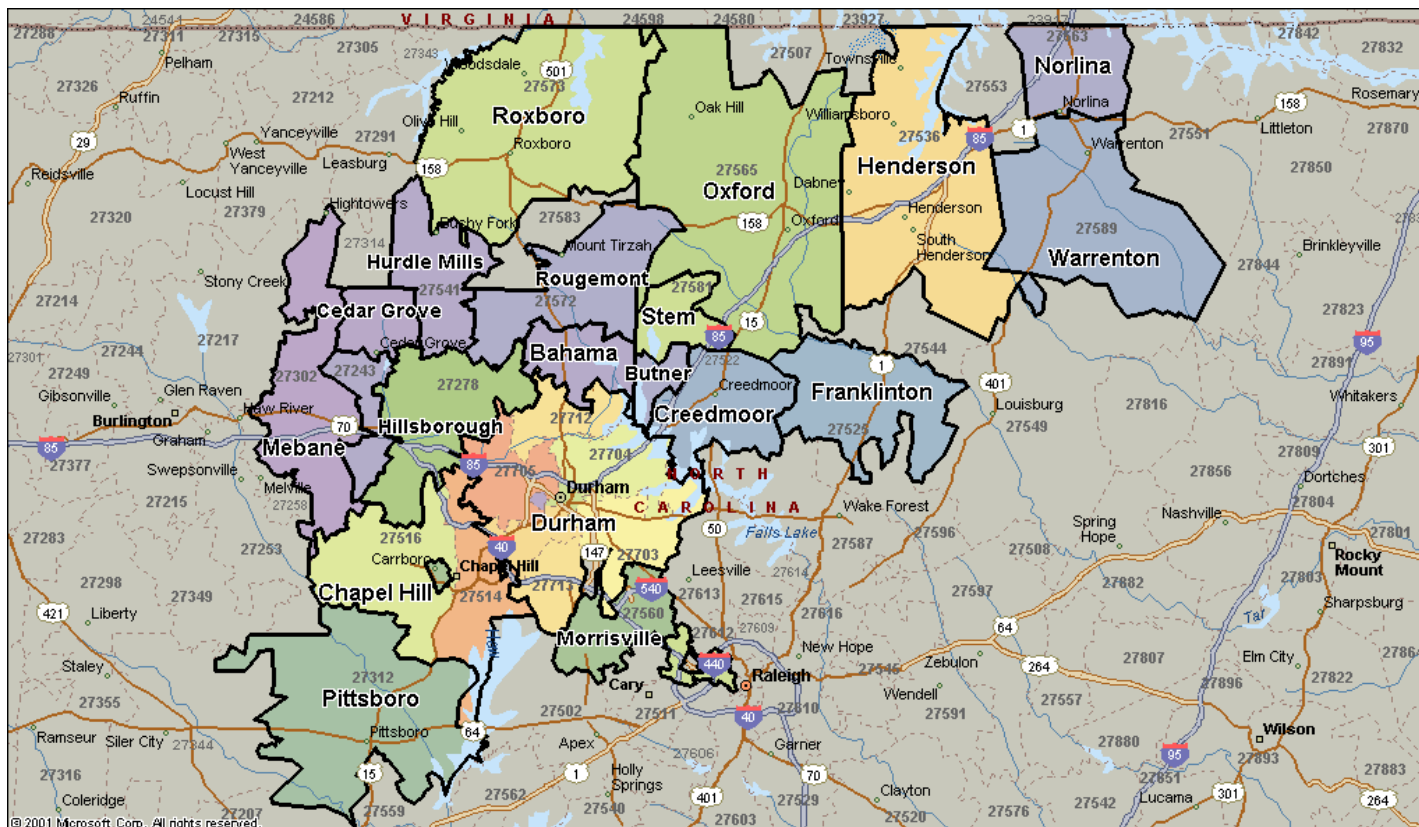 VIRGINIA
27288
24541
27311
24586
27315
27305
27343
24598
24580
23927
27507
27563
27842
27832
Pelham
Woodsdale
501
27573
Townsville
27553
Norlina
27326
Ruffin
27212
Roxboro
Oak Hill
Williamsboro
27536
Norlina
158
Rosemary
Olive Hill
Yanceyville
27291
29
West
Yanceyville
Leasburg
158
Roxboro
85
1
Warrenton
27551
Littleton
27870
27850
Reidsville
Locust Hill
27565
Oxford
Dabney
Henderson
27320
27379
Hightowers
Bushy Fork
27583
158
Oxford
Henderson
27589
27314
Hurdle Mills
Mount Tirzah
South
Henderson
Warrenton
Brinkleyville
27844
Stony Creek
27214
27541
Rougemont
27572
27581
Stem
Cedar Grove
27217
85
15
27823
27301
27244
Cedar Grove
Bahama
27522
27544
95
27891
27249
Gibsonville
Glen Raven
27302
27243
27278
Butner
Creedmoor
1
Franklinton
401
Burlington
Haw River
70
Hillsborough
27712
Creedmoor
Louisburg
27549
27816
Whitakers
85
Graham
Mebane
27704
27525
301
27377
Swepsonville
85
27705
NORTH
27809
27856
Dortches
27215
Melville
27258
Durham
CAROLINA
27804
Durham
Wake Forest
Nashville
27283
27253
27516
40
147
27703
50
Falls Lake
27587
27596
Spring
Hope
27508
27801
Carrboro
Chapel Hill
Rocky
Mount
27298
27349
Chapel Hill
27514
27713
540
Leesville
27613
27614
27615
27616
27597
27882
27803
421
Liberty
27560
Sharpsburg
Morrisville
27612
27609
New Hope
64
Tar
Staley
27312
440
Raleigh
27545
Zebulon
264
27807
Elm City
27864
27355
Pittsboro
Cary
Wendell
27896
27822
27502
27511
27610
27591
27557
Ramseur
Siler City
27344
Pittsboro
64
40
Wilson
Apex
27606
Garner
27880
95
27893
27316
15
1
Holly
Springs
70
27851
27883
Coleridge
27207
27559
27562
27540
401
27603
27529
Clayton
27520
27576
27542
Lucama
301
264
© 2001 Microsoft Corp. All rights reserved.